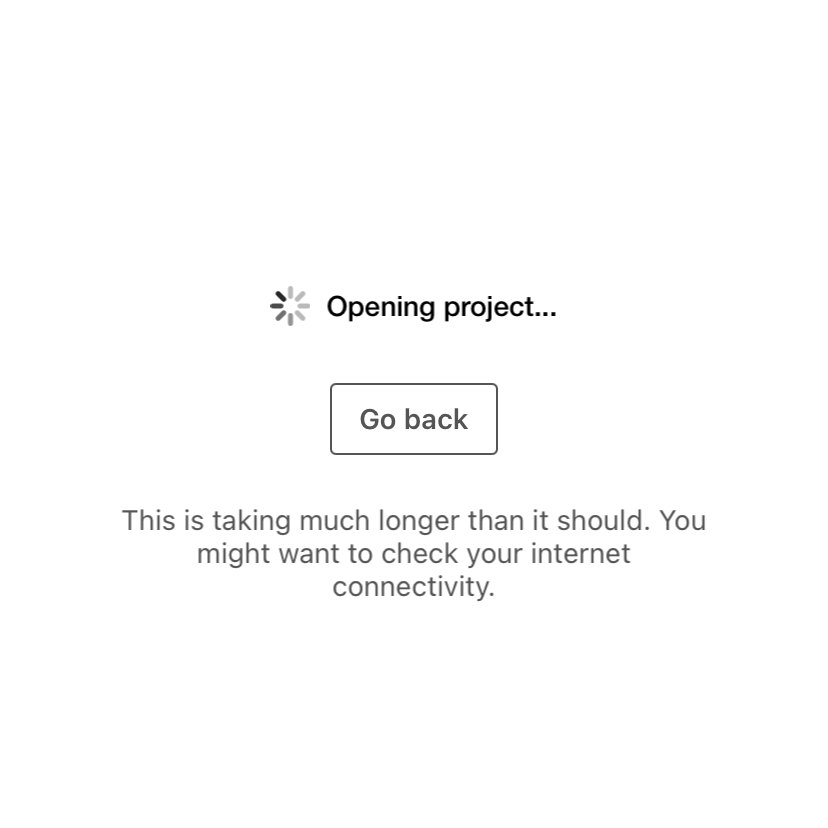 Opening project...
Go back
This is taking much longer than it should. You
might want to check your internet
connectivity.